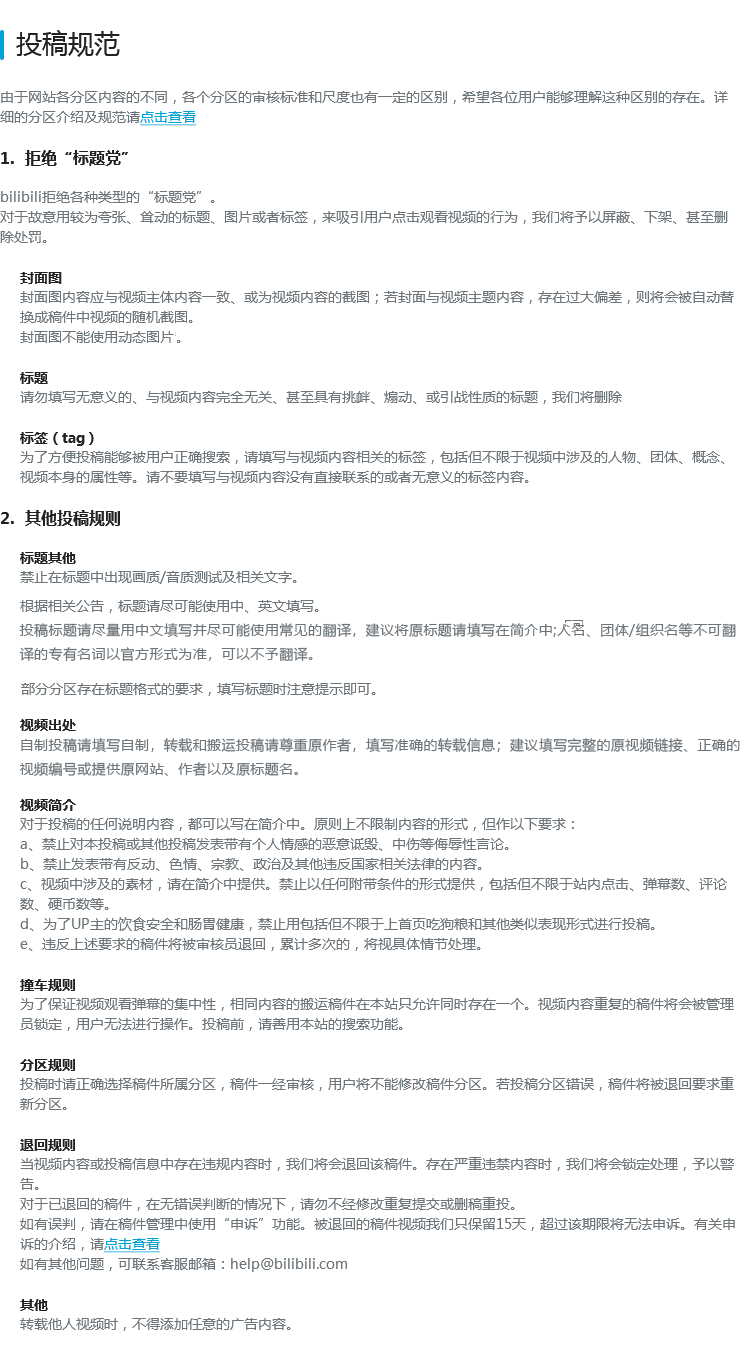 投稿规范
由于网站各分区内容的不同，各个分区的审核标准和尺度也有一定的区别，希望各位用户能够理解这种区别的存在。详
细的分区介绍及规范请点击查看
1. 拒绝“标题党”
bilibili拒绝各种类型的“标题党”。
对于故意用较为夸张、耸动的标题、图片或者标签，来吸引用户点击观看视频的行为，我们将予以屏蔽、下架、甚至删
除处罚。
封面图
封面图内容应与视频主体内容一致、或为视频内容的截图；若封面与视频主题内容，存在过大偏差，则将会被自动替
换成稿件中视频的随机截图。
封面图不能使用动态图片。
标题
请勿填写无意义的、与视频内容完全无关、甚至具有挑衅、煽动、或引战性质的标题，我们将删除
标签（tag）
为了方便投稿能够被用户正确搜索，请填写与视频内容相关的标签，包括但不限于视频中涉及的人物、团体、概念、
视频本身的属性等。请不要填写与视频内容没有直接联系的或者无意义的标签内容。
2. 其他投稿规则
标题其他
禁止在标题中出现画质/音质测试及相关文字。
根据相关公告，标题请尽可能使用中、英文填写。
投稿标题请尽量用中文填写并尽可能使用常见的翻译，建议将原标题请填写在简介中;人名、团体/组织名等不可翻
译的专有名词以官方形式为准，可以不予翻译。
部分分区存在标题格式的要求，填写标题时注意提示即可。
视频出处
自制投稿请填写自制，转载和搬运投稿请尊重原作者，填写准确的转载信息；建议填写完整的原视频链接、正确的
视频编号或提供原网站、作者以及原标题名。
视频简介
对于投稿的任何说明内容，都可以写在简介中。原则上不限制内容的形式，但作以下要求：
a、禁止对本投稿或其他投稿发表带有个人情感的恶意诋毁、中伤等侮辱性言论。
b、禁止发表带有反动、色情、宗教、政治及其他违反国家相关法律的内容。
c、视频中涉及的素材，请在简介中提供。禁止以任何附带条件的形式提供，包括但不限于站内点击、弹幕数、评论
数、硬币数等。
d、为了UP主的饮食安全和肠胃健康，禁止用包括但不限于上首页吃狗粮和其他类似表现形式进行投稿。
e、违反上述要求的稿件将被审核员退回，累计多次的，将视具体情节处理。
撞车规则
为了保证视频观看弹幕的集中性，相同内容的搬运稿件在本站只允许同时存在一个。视频内容重复的稿件将会被管理
员锁定，用户无法进行操作。投稿前，请善用本站的搜索功能。
分区规则
投稿时请正确选择稿件所属分区，稿件一经审核，用户将不能修改稿件分区。若投稿分区错误，稿件将被退回要求重
新分区。
退回规则
当视频内容或投稿信息中存在违规内容时，我们将会退回该稿件。存在严重违禁内容时，我们将会锁定处理，予以警
告。
对于已退回的稿件，在无错误判断的情况下，请勿不经修改重复提交或删稿重投。
如有误判，请在稿件管理中使用“申诉”功能。被退回的稿件视频我们只保留15天，超过该期限将无法申诉。有关申
诉的介绍，请点击查看
如有其他问题，可联系客服邮箱：help@bilibili.com
其他
转载他人视频时，不得添加任意的广告内容。